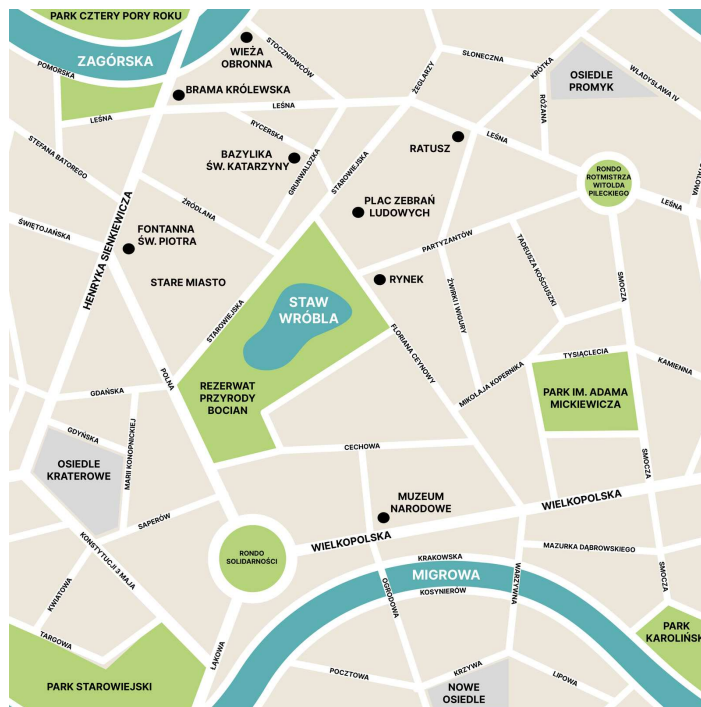 PARK CZTERY PORY ROKU
ZAGÓRSKA
WIEŻA
OBRONNA
STOCZNIOWCÓW
ŻEGLARZY
SŁONECZNA
KRÓTKA
OSIEDLE
PROMYK
WŁADYSŁAWA IV
POMORSKA
BRAMA KRÓLEWSKA
LEŚNA
LEŚNA
RÓŻANA
RYCERSKA
BAZYLIKA
ŚW. KATARZYNY
GRUNWALDZKA
STAROWIEJSKA
RATUSZ
LEŚNA
RONDO
ROTMISTRZA
WITOLDA
PILECKIEGO
STEFANA BATOREGO
HENRYKA SIENKIEWICZA
ŹRÓDLANA
PLAC ZEBRAŃ
LUDOWYCH
LEŚNA
ŚWIĘTOJAŃSKA
FONTANNA
ŚW. PIOTRA
PARTYZANTÓW
TADEUSZA KOŚCIUSZKI
SMOCZA
STARE MIASTO
RYNEK
ŻWIRKI I WIGURY
STAW
WRÓBLA
STAROWIEJSKA
FLORIANA CEYNOWY
TYSIĄCLECIA
KAMIENNA
POLNA
GDAŃSKA
REZERWAT
PRZYRODY
BOCIAN
MIKOŁAJA KOPERNIKA
PARK IM. ADAMA
MICKIEWICZA
GDYŃSKA
MARII KONOPNICKIEJ
CECHOWA
SMOCZA
OSIEDLE
KRATEROWE
MUZEUM
NARODOWE
WIELKOPOLSKA
SAPERÓW
WIELKOPOLSKA
KONSTYTUCJI 3 MAJA
RONDO
SOLIDARNOŚCI
KRAKOWSKA
MAZURKA DĄBROWSKIEGO
MIGROWA
KOSYNIERÓW
OGRODOWA
WARZYWNA
SMOCZA
KWIATOWA
TARGOWA
ŁĄKOWA
PARK
POCZTOWA
KRZYWA
LIPOWA
PARK STAROWIEJSKI
NOWE
OSIEDLE